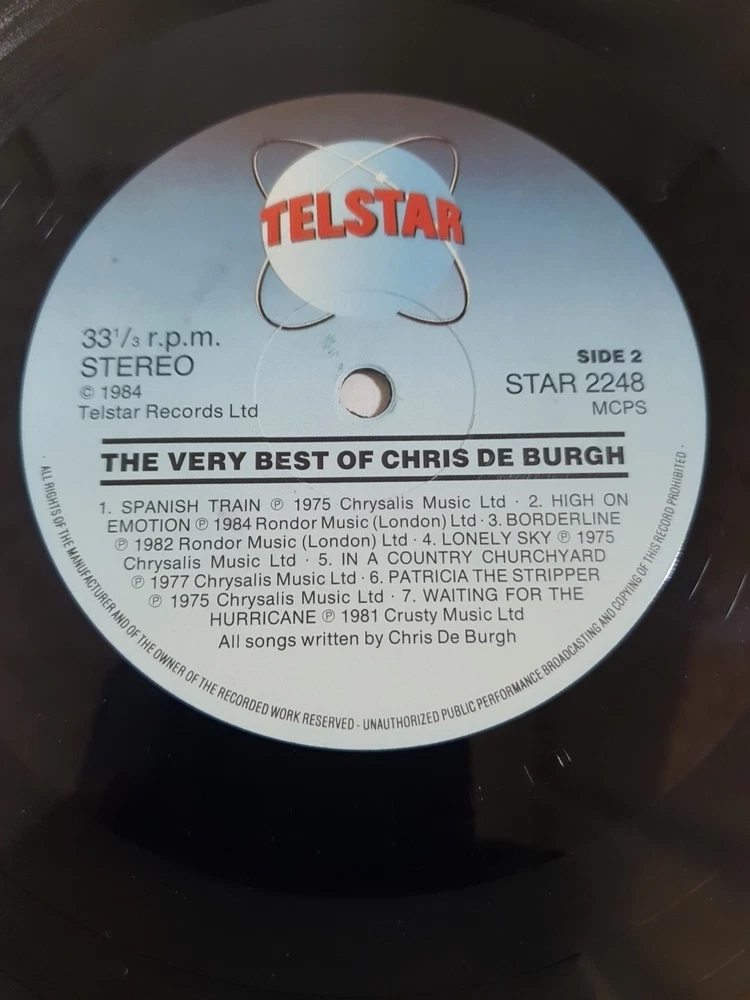 TELSTAR
33¹/₃ r.p.m.
STEREO
© 1984
Telstar Records Ltd
SIDE 2
STAR 2248
MCPS
THE VERY BEST OF CHRIS DE BURGH
1. SPANISH TRAIN ℗ 1975 Chrysalis Music Ltd · 2. HIGH ON
EMOTION ℗ 1984 Rondor Music (London) Ltd · 3. BORDERLINE
℗ 1982 Rondor Music (London) Ltd · 4. LONELY SKY ℗ 1975
Chrysalis Music Ltd · 5. IN A COUNTRY CHURCHYARD
℗ 1977 Chrysalis Music Ltd · 6. PATRICIA THE STRIPPER
℗ 1975 Chrysalis Music Ltd · 7. WAITING FOR THE
HURRICANE ℗ 1981 Crusty Music Ltd
All songs written by Chris De Burgh
· ALL RIGHTS OF THE MANUFACTURER AND OF THE OWNER OF THE RECORDED WORK RESERVED - UNAUTHORIZED PUBLIC PERFORMANCE BROADCASTING AND COPYING OF THIS RECORD PROHIBITED ·